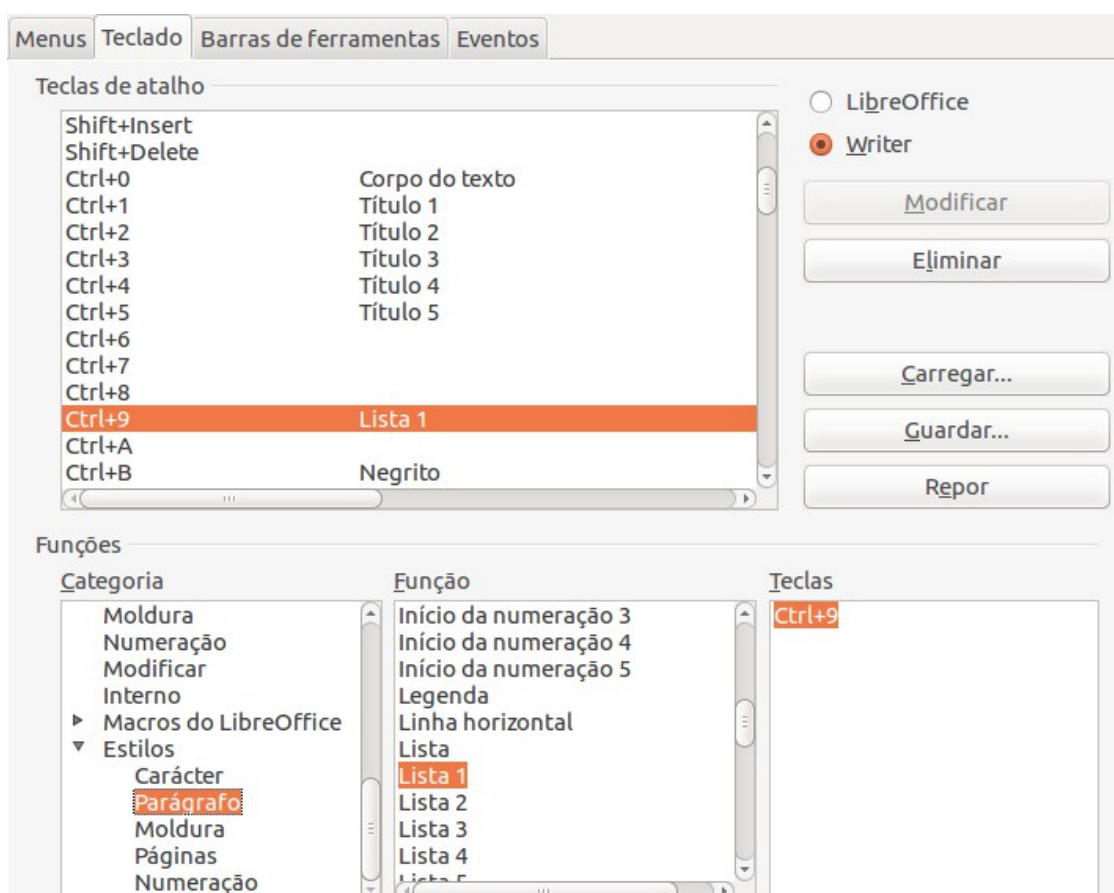 Menus Teclado Barras de ferramentas Eventos
Teclas de atalho
Shift+Insert
Shift+Delete
Ctrl+0 Corpo do texto
Ctrl+1 Título 1
Ctrl+2 Título 2
Ctrl+3 Título 3
Ctrl+4 Título 4
Ctrl+5 Título 5
Ctrl+6
Ctrl+7
Ctrl+8
Ctrl+9 Lista 1
Ctrl+A
Ctrl+B Negrito
LibreOffice
Writer
Modificar
Eliminar
Carregar...
Guardar...
Repor
Funções
Categoria
Moldura
Numeração
Modificar
Interno
Macros do LibreOffice
Estilos
Carácter
Parágrafo
Moldura
Páginas
Numeração
Função
Início da numeração 3
Início da numeração 4
Início da numeração 5
Legenda
Linha horizontal
Lista
Lista 1
Lista 2
Lista 3
Lista 4
Teclas
Ctrl+9